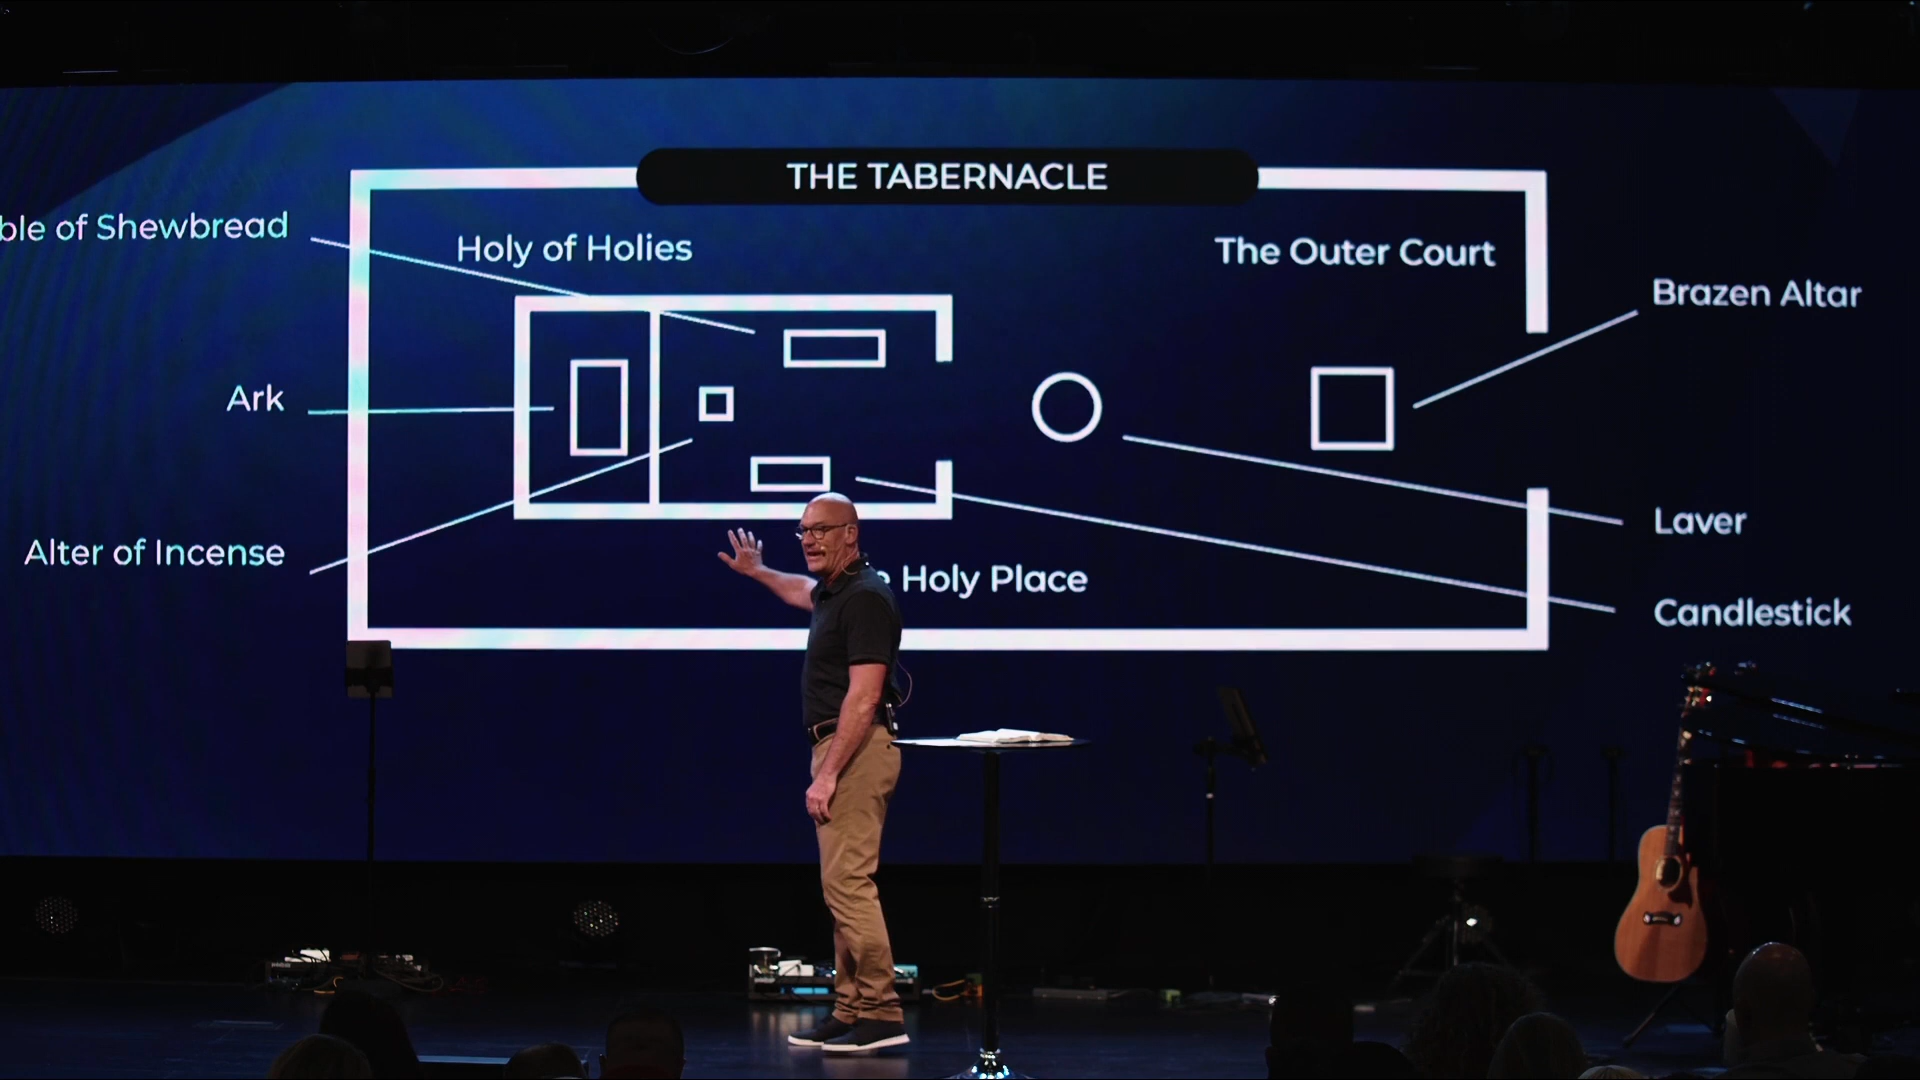 THE TABERNACLE
ble of Shewbread
Holy of Holies
The Outer Court
Brazen Altar
Ark
Laver
Alter of Incense
e Holy Place
Candlestick